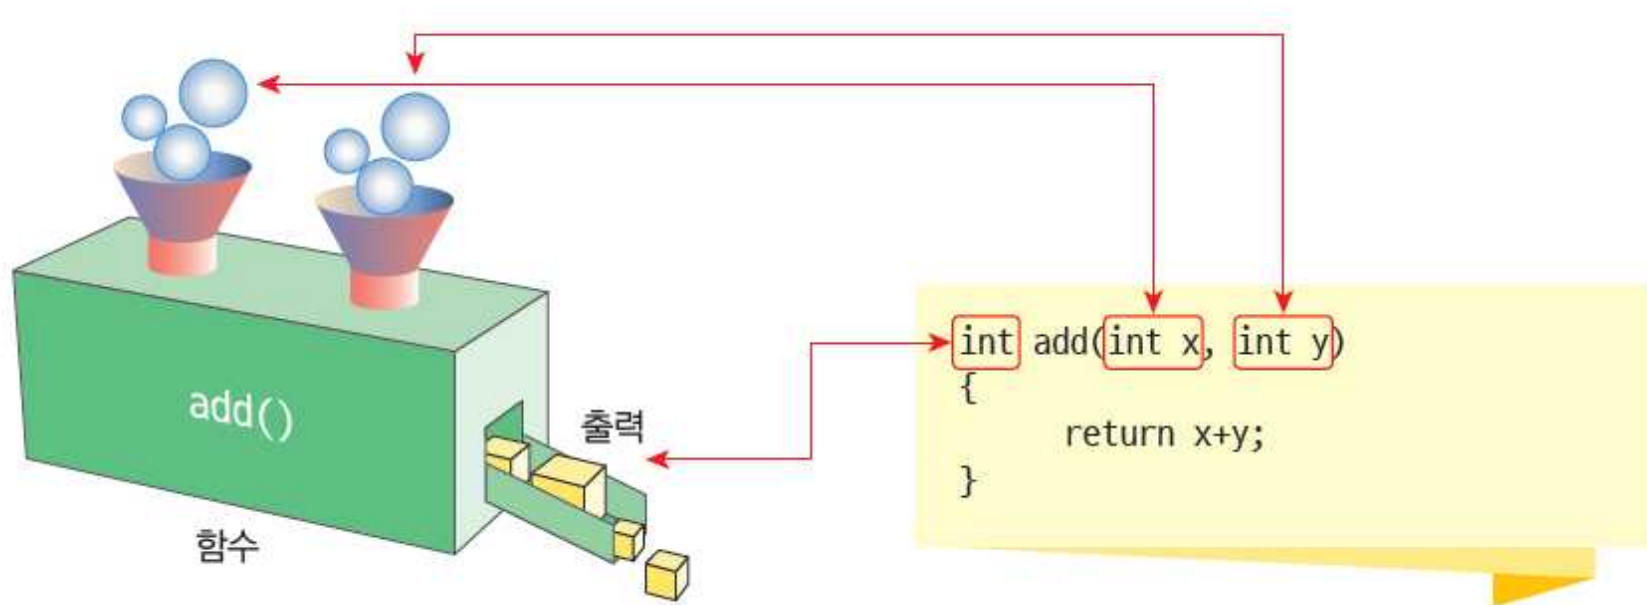 add()
출력
함수
int add(int x, int y)
{
return x+y;
}